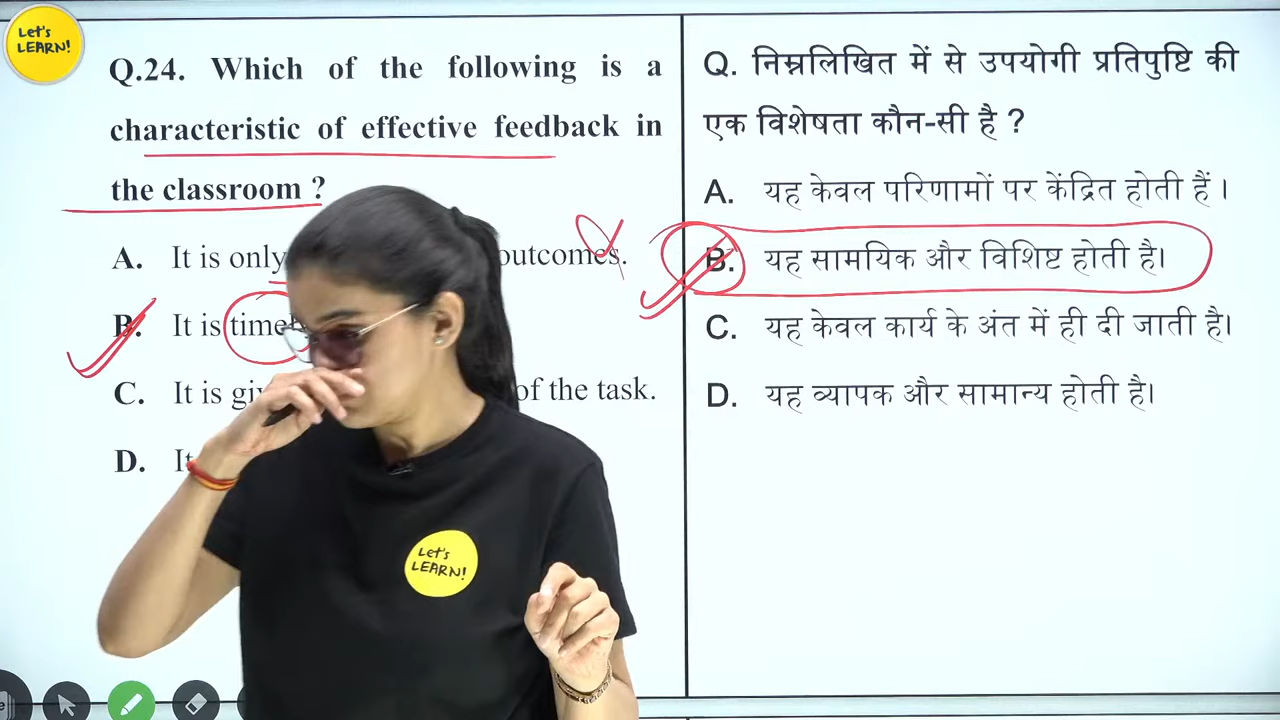 Let's
LEARN!
Q.24. Which of the following is a
characteristic of effective feedback in
the classroom ?
A. It is only outcomes.
B. It is
C. It is of the task.
D. It
Q. निम्नलिखित में से उपयोगी प्रतिपुष्टि की
एक विशेषता कौन-सी है ?
A. यह केवल परिणामों पर केंद्रित होती हैं ।
B. यह सामयिक और विशिष्ट होती है।
C. यह केवल कार्य के अंत में ही दी जाती है।
D. यह व्यापक और सामान्य होती है।
Let's
LEARN!